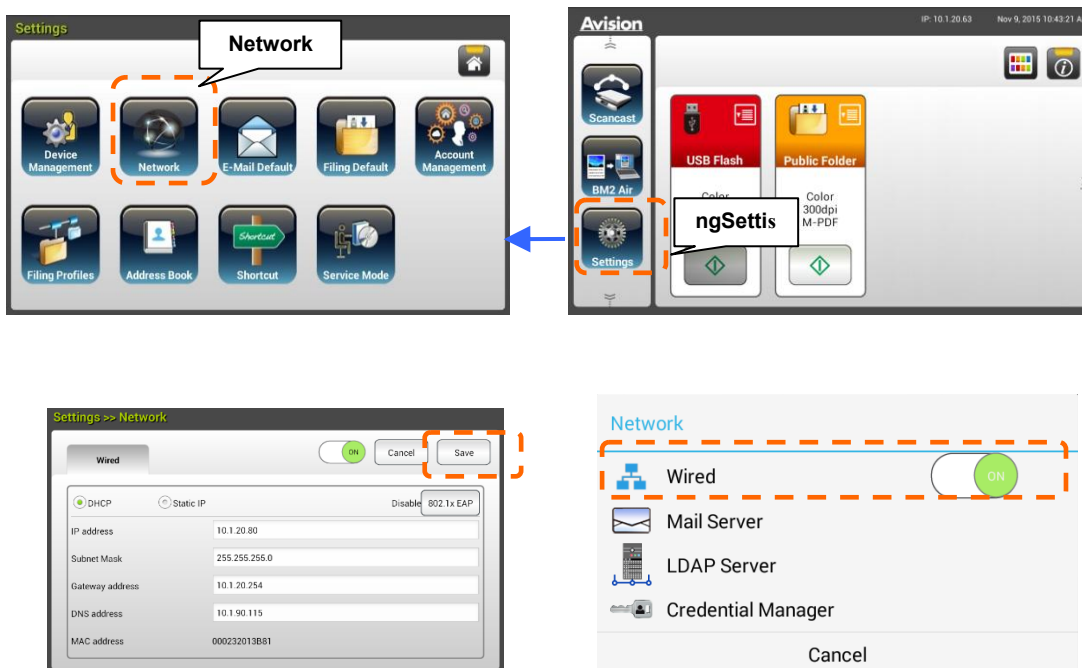 Settings
Network
Device
Management
Network
E-Mail Default
Filing Default
Account
Management
Filing Profiles
Address Book
Shortcut
Shortcut
Service Mode
Avision
IP: 10.1.20.63
Nov 9, 2015 10:43:21 A
Scancast
BM2 Air
Settings
USB Flash
Color
Public Folder
Color
300dpi
M-PDF
ngSettis
Settings >> Network
Wired
ON
Cancel
Save
DHCP
Static IP
Disable
802.1x EAP
IP address
10.1.20.80
Subnet Mask
255.255.255.0
Gateway address
10.1.20.254
DNS address
10.1.90.115
MAC address
000232013B81
Network
Wired
ON
Mail Server
LDAP Server
Credential Manager
Cancel